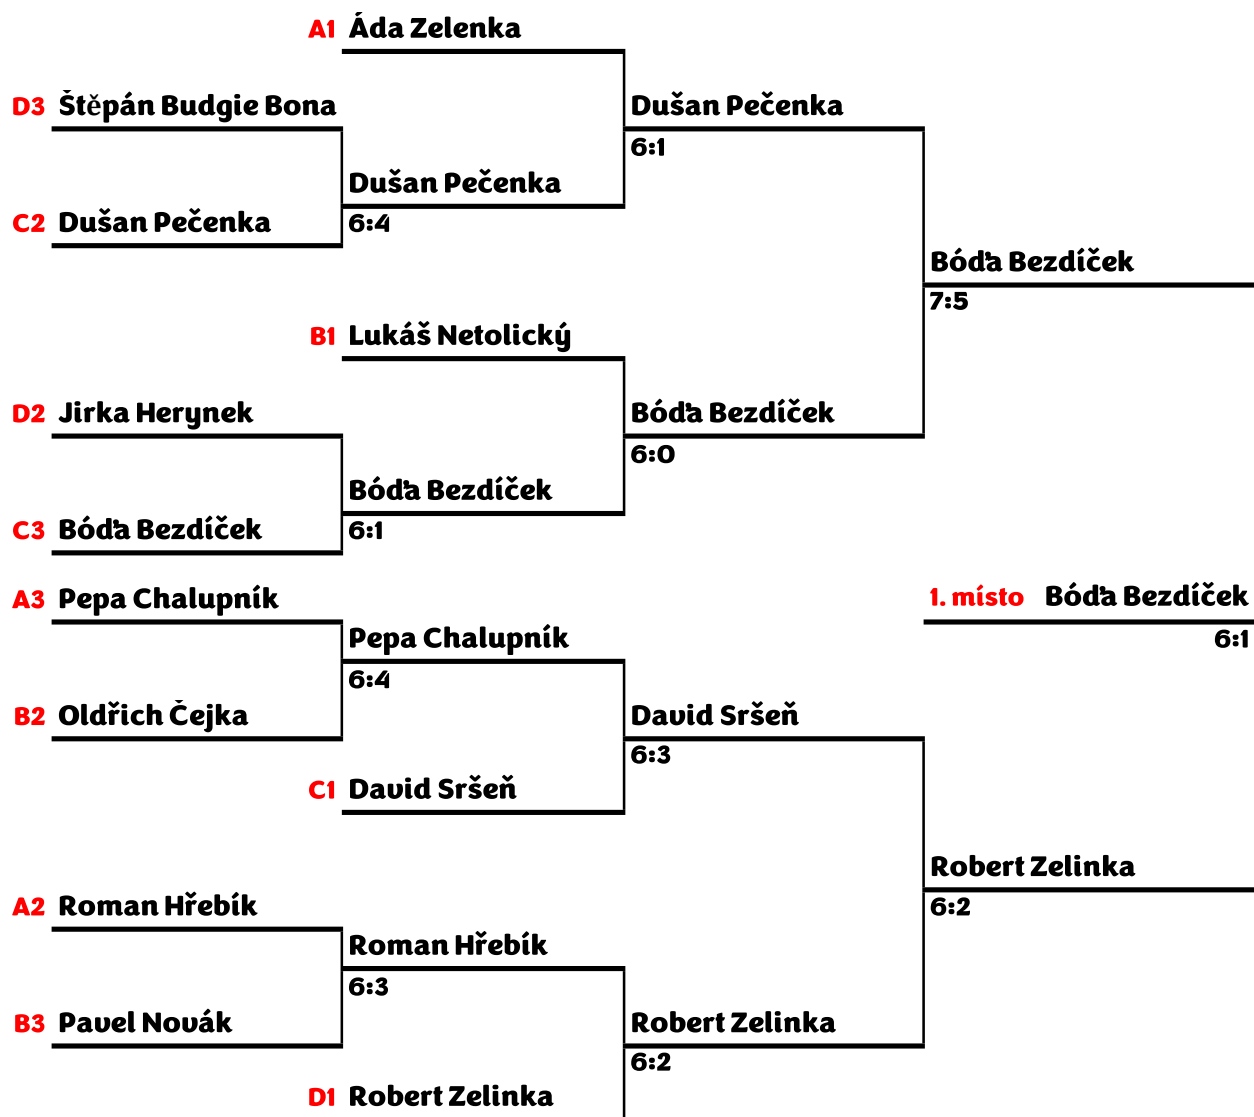 A1 Áda Zelenka
D3 Štěpán Budgie Bona
Dušan Pečenka
6:1
Dušan Pečenka
6:4
C2 Dušan Pečenka
Bóďa Bezdíček
7:5
B1 Lukáš Netolický
D2 Jirka Herynek
Bóďa Bezdíček
6:0
Bóďa Bezdíček
6:1
C3 Bóďa Bezdíček
A3 Pepa Chalupník
1. místo Bóďa Bezdíček
6:1
Pepa Chalupník
6:4
B2 Oldřich Čejka
David Sršeň
6:3
C1 David Sršeň
Robert Zelinka
6:2
A2 Roman Hřebík
Roman Hřebík
6:3
B3 Pavel Novák
Robert Zelinka
6:2
D1 Robert Zelinka